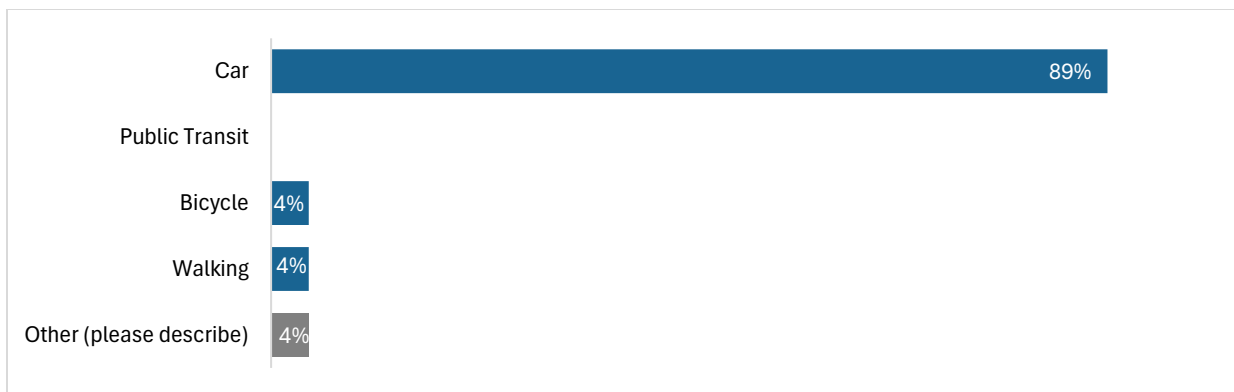 Car 89%
Public Transit
Bicycle 4%
Walking 4%
Other (please describe) 4%